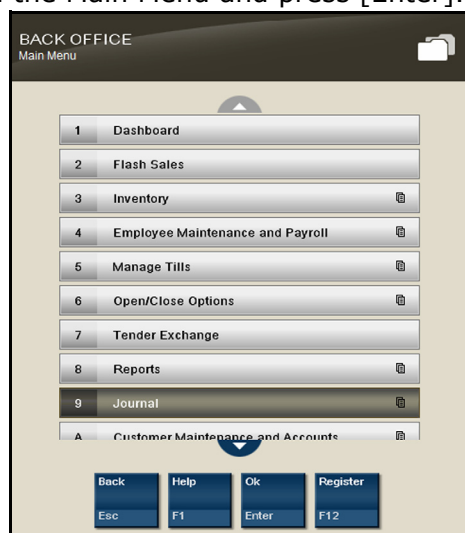 the Main Menu and press [Enter].
BACK OFFICE
Main Menu
1 Dashboard
2 Flash Sales
3 Inventory
4 Employee Maintenance and Payroll
5 Manage Tills
6 Open/Close Options
7 Tender Exchange
8 Reports
9 Journal
A Customer Maintenance and Accounts
Back Help Ok Register
Esc F1 Enter F12